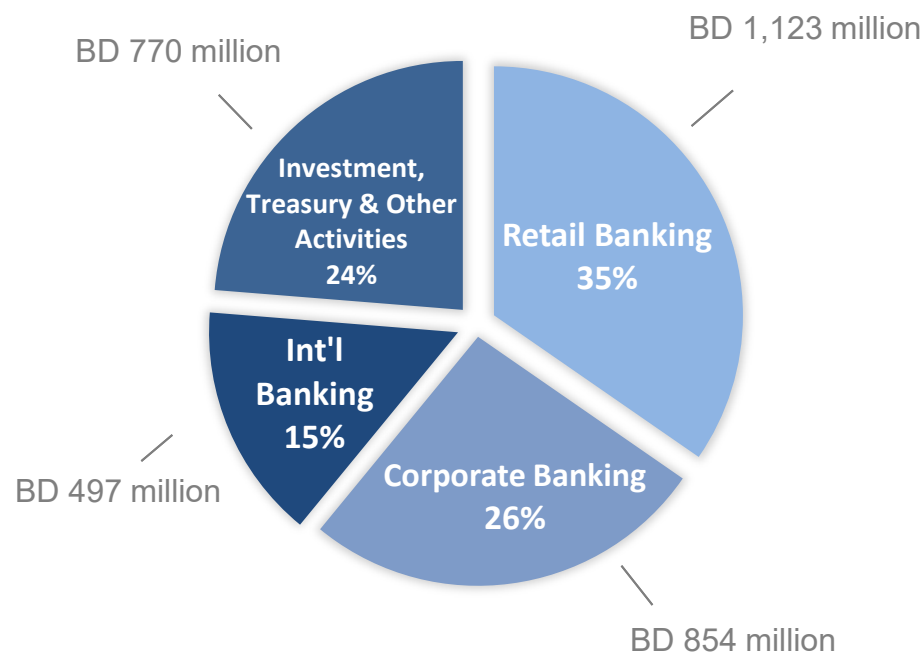 BD 1,123 million
BD 770 million
Investment,
Treasury & Other
Activities
24%
Retail Banking
35%
Int'l
Banking
15%
Corporate Banking
26%
BD 497 million
BD 854 million